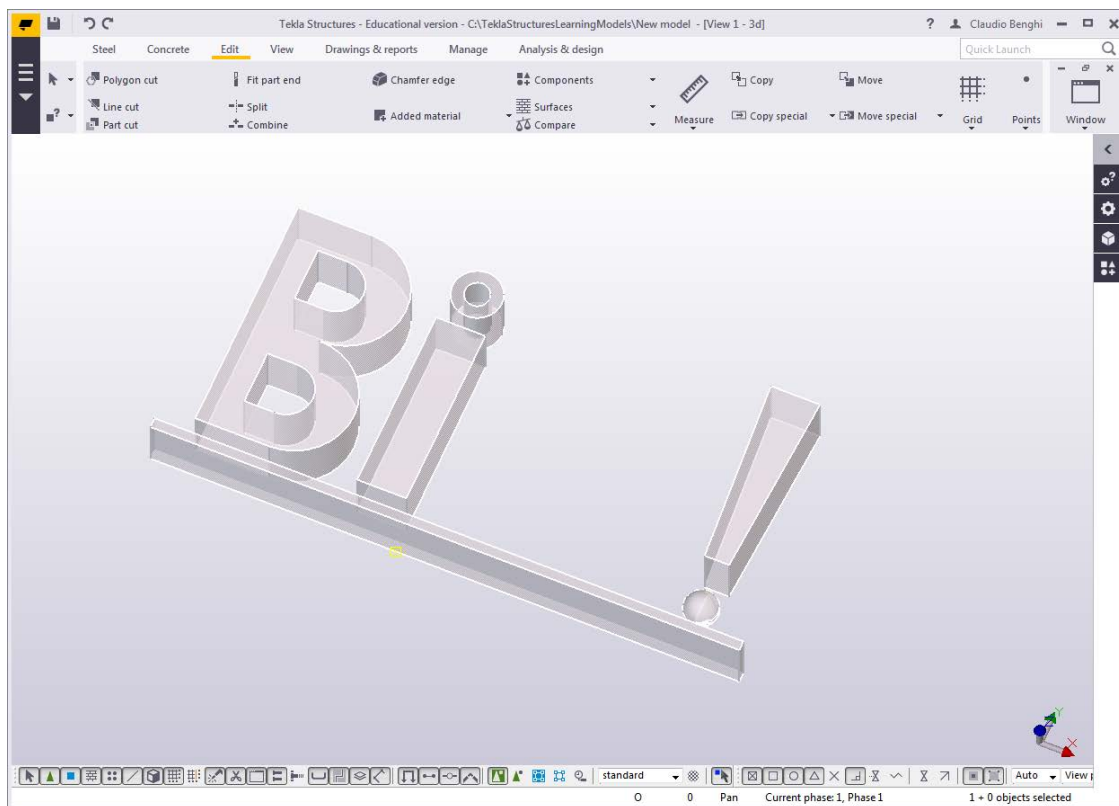 Tekla Structures - Educational version - C:\TeklaStructuresLearningModels\New model - [View 1 - 3d]
? Claudio Benghi
Steel Concrete Edit View Drawings & reports Manage Analysis & design Quick Launch
Polygon cut Fit part end Chamfer edge Components Copy Move
Line cut Split Surfaces
Part cut Combine Added material Compare Measure Copy special Move special Grid Points Window
Bi !
Y
X
standard Auto View
O 0 Pan Current phase: 1, Phase 1 1 + 0 objects selected